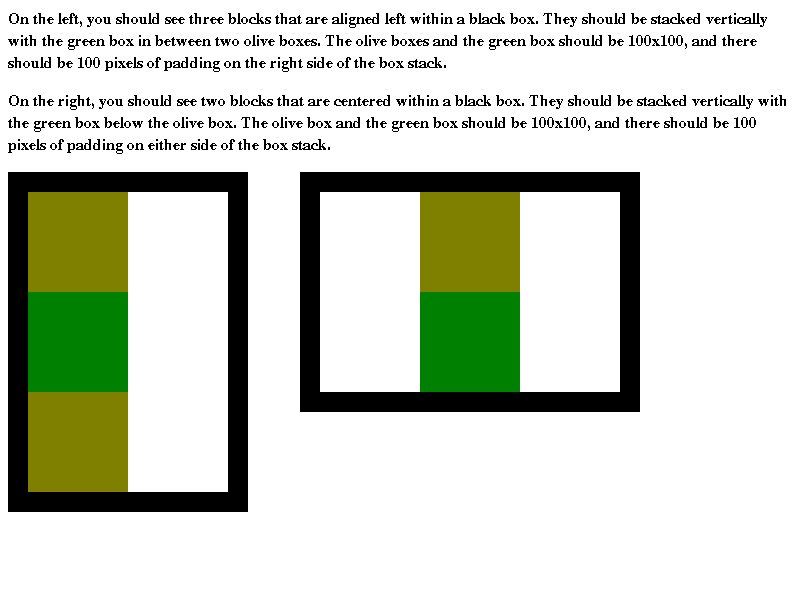 On the left, you should see three blocks that are aligned left within a black box. They should be stacked vertically
with the green box in between two olive boxes. The olive boxes and the green box should be 100x100, and there
should be 100 pixels of padding on the right side of the box stack.
On the right, you should see two blocks that are centered within a black box. They should be stacked vertically with
the green box below the olive box. The olive box and the green box should be 100x100, and there should be 100
pixels of padding on either side of the box stack.